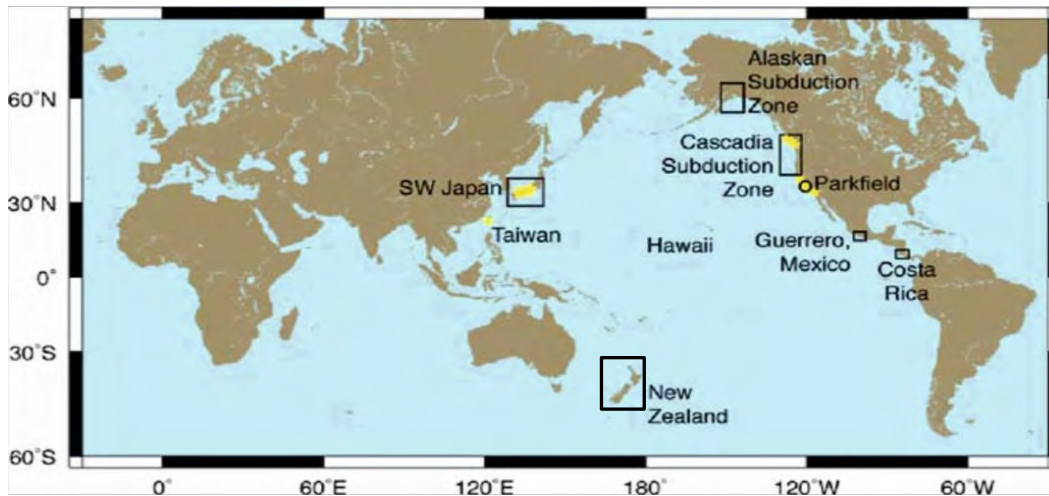 Alaskan
Subduction
Zone
60°N
Cascadia
Subduction
Zone
SW Japan
Parkfield
30°N
Taiwan
Hawaii
Guerrero,
Mexico
Costa
Rica
0°
30°S
New
Zealand
60°S
0° 60°E 120°E 180° 120°W 60°W